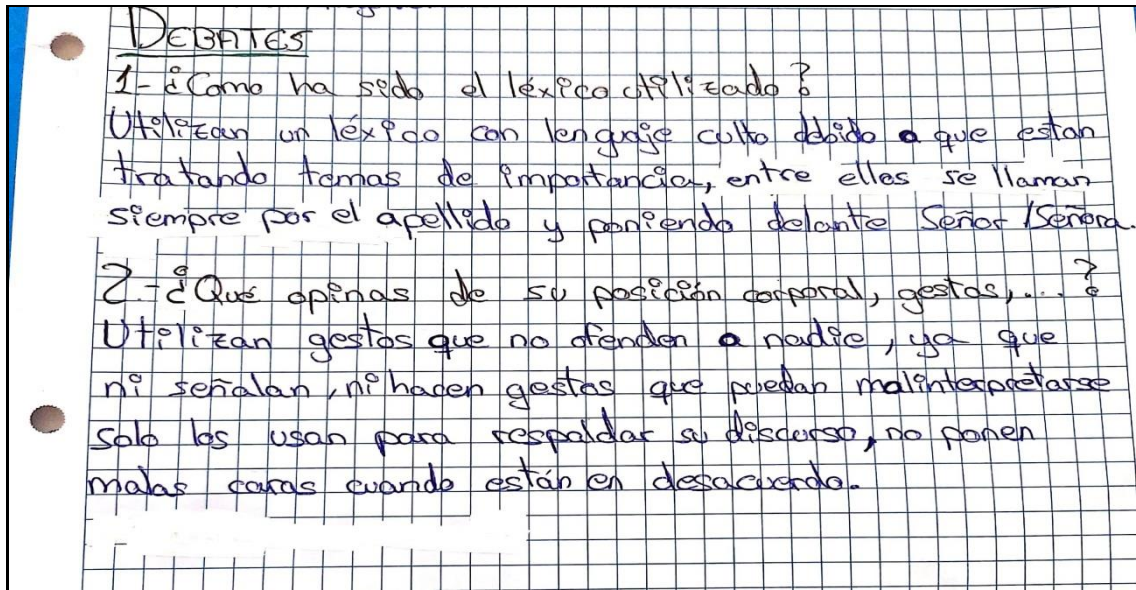 DEBATES
1- ¿Como ha sido el léxico utilizado?
Utilizan un léxico con lenguaje culto debido a que estan
tratando temas de importancia, entre ellos se llaman
siempre por el apellido y poniendo delante Señor/Señora.
2.- ¿Qué opinas de su posición corporal, gestos,...?
Utilizan gestos que no ofenden a nadie, ya que
ni señalan, ni hacen gestos que puedan malinterpretarse
solo los usan para respaldar su discurso, no ponen
malas caras cuando están en desacuerdo.